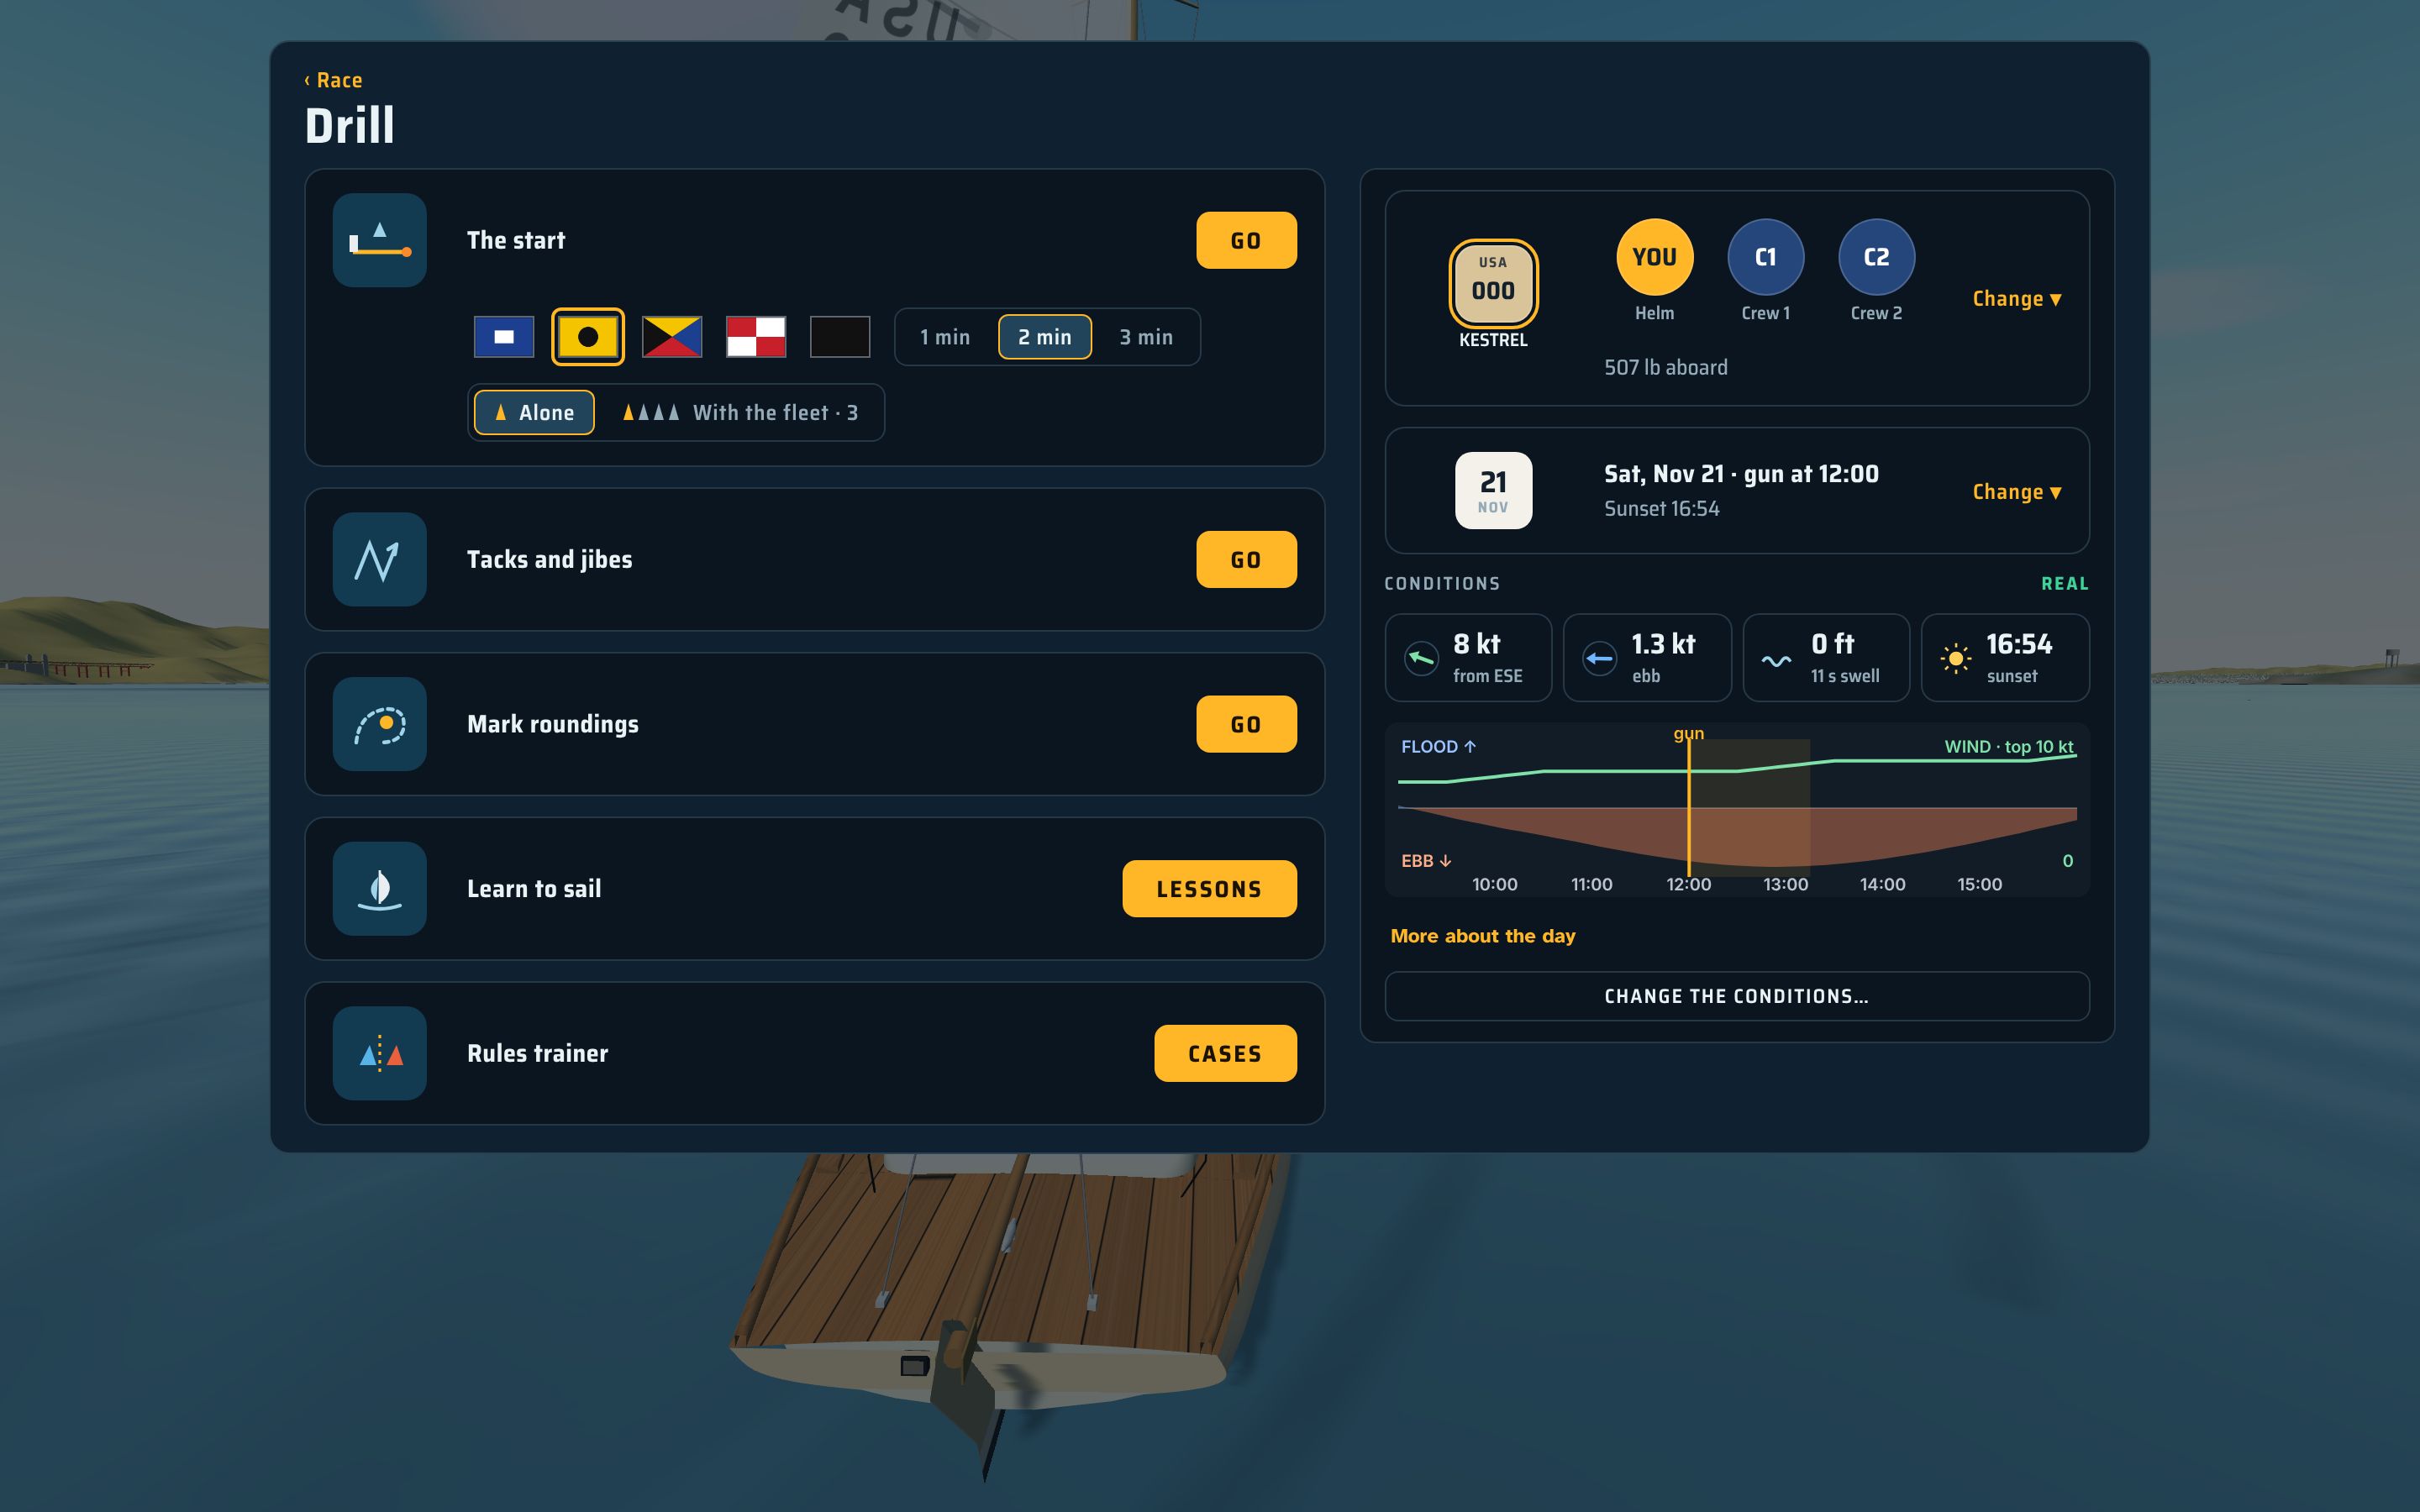 USA
‹ Race
Drill
The start
GO
1 min
2 min
3 min
Alone
With the fleet · 3
Tacks and jibes
GO
Mark roundings
GO
Learn to sail
LESSONS
Rules trainer
CASES
USA
000
KESTREL
YOU
C1
C2
Helm
Crew 1
Crew 2
507 lb aboard
Change ▾
21
NOV
Sat, Nov 21 · gun at 12:00
Sunset 16:54
Change ▾
CONDITIONS
REAL
8 kt
from ESE
1.3 kt
ebb
0 ft
11 s swell
16:54
sunset
FLOOD ↑
gun
WIND · top 10 kt
EBB ↓
0
10:00
11:00
12:00
13:00
14:00
15:00
More about the day
CHANGE THE CONDITIONS...